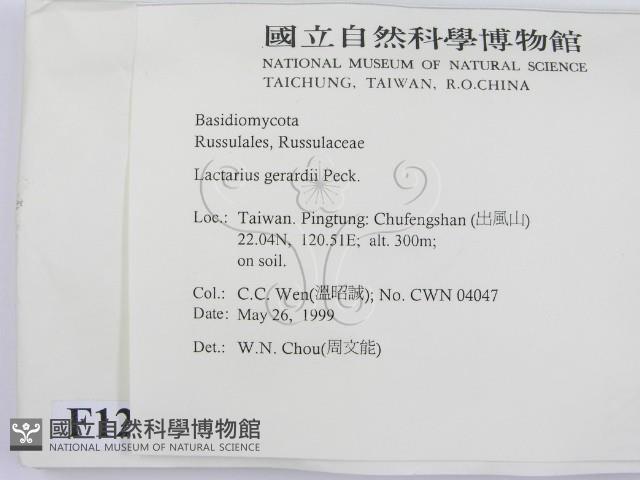 國立自然科學博物館
NATIONAL MUSEUM OF NATURAL SCIENCE
TAICHUNG, TAIWAN, R.O.CHINA
Basidiomycota
Russulales, Russulaceae
Lactarius gerardii Peck.
Loc.: Taiwan. Pingtung: Chufengshan (出風山)
22.04N, 120.51E; alt. 300m;
on soil.
Col.: C.C. Wen(溫昭誠); No. CWN 04047
Date: May 26, 1999
Det.: W.N. Chou(周文能)
F12
國立自然科學博物館
NATIONAL MUSEUM OF NATURAL SCIENCE